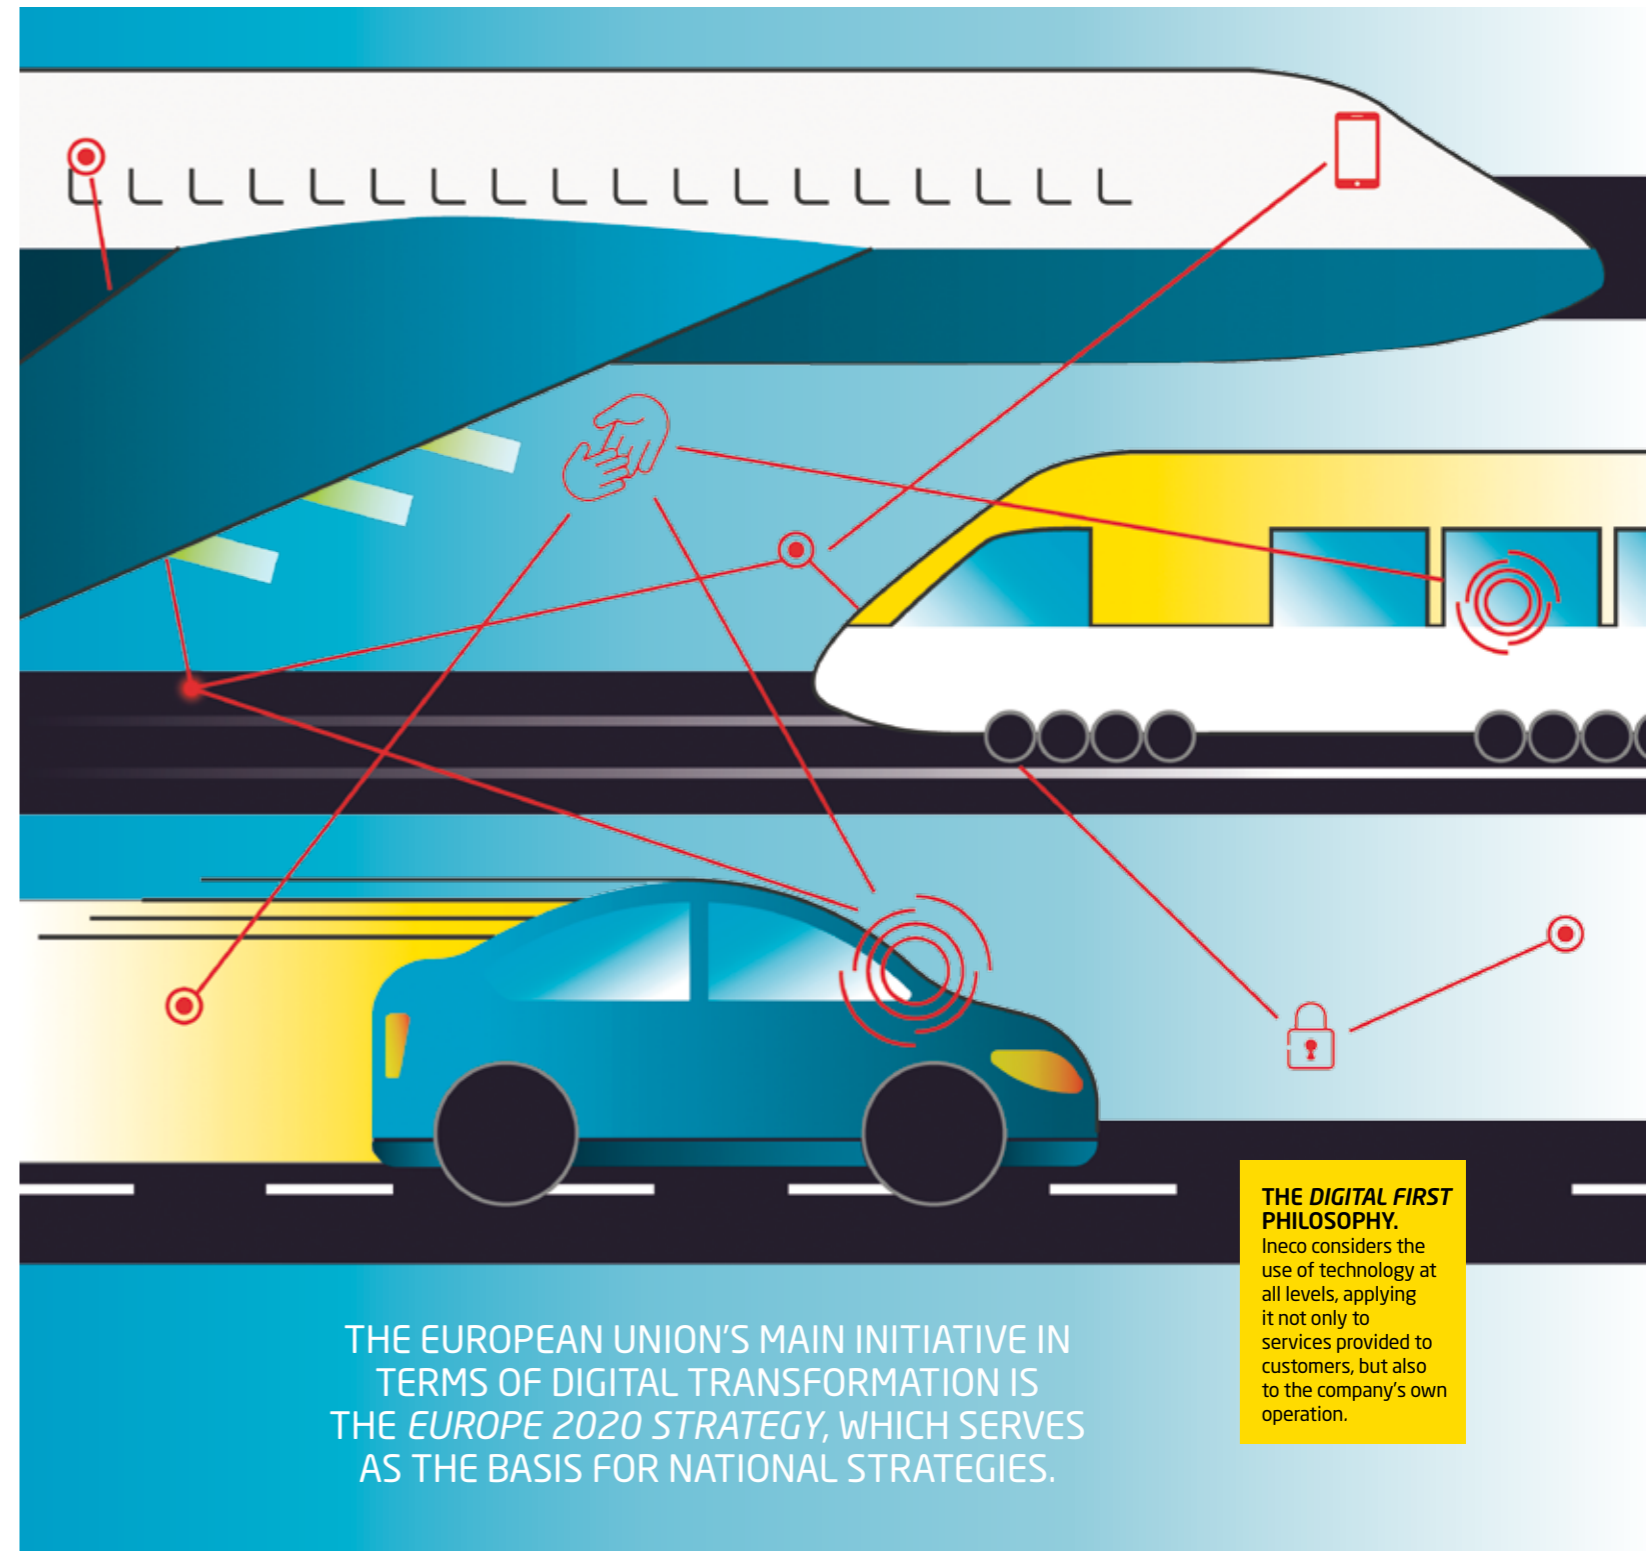 THE DIGITAL FIRST
PHILOSOPHY.
Ineco considers the
use of technology at
all levels, applying
it not only to
services provided to
customers, but also
to the company’s own
operation.
THE EUROPEAN UNION’S MAIN INITIATIVE IN
TERMS OF DIGITAL TRANSFORMATION IS
THE EUROPE 2020 STRATEGY, WHICH SERVES
AS THE BASIS FOR NATIONAL STRATEGIES.